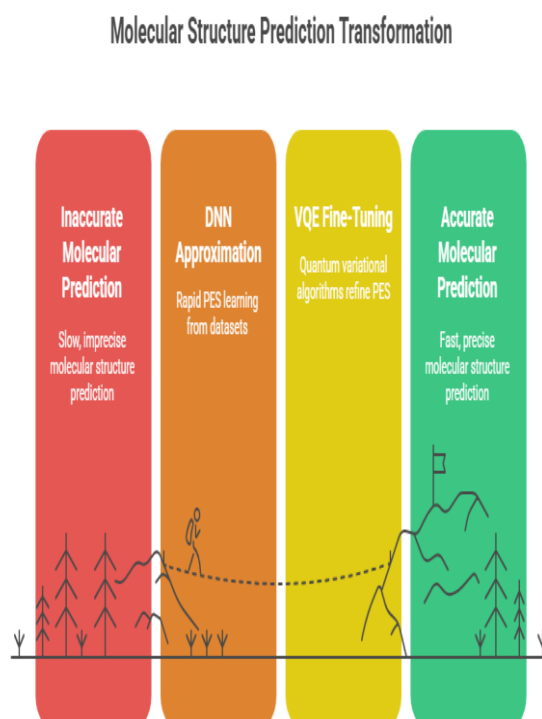 Molecular Structure Prediction Transformation
Inaccurate
Molecular
Prediction
Slow, imprecise
molecular structure
prediction
DNN
Approximation
Rapid PES learning
from datasets
VQE Fine-Tuning
Quantum variational
algorithms refine PES
Accurate
Molecular
Prediction
Fast, precise
molecular structure
prediction